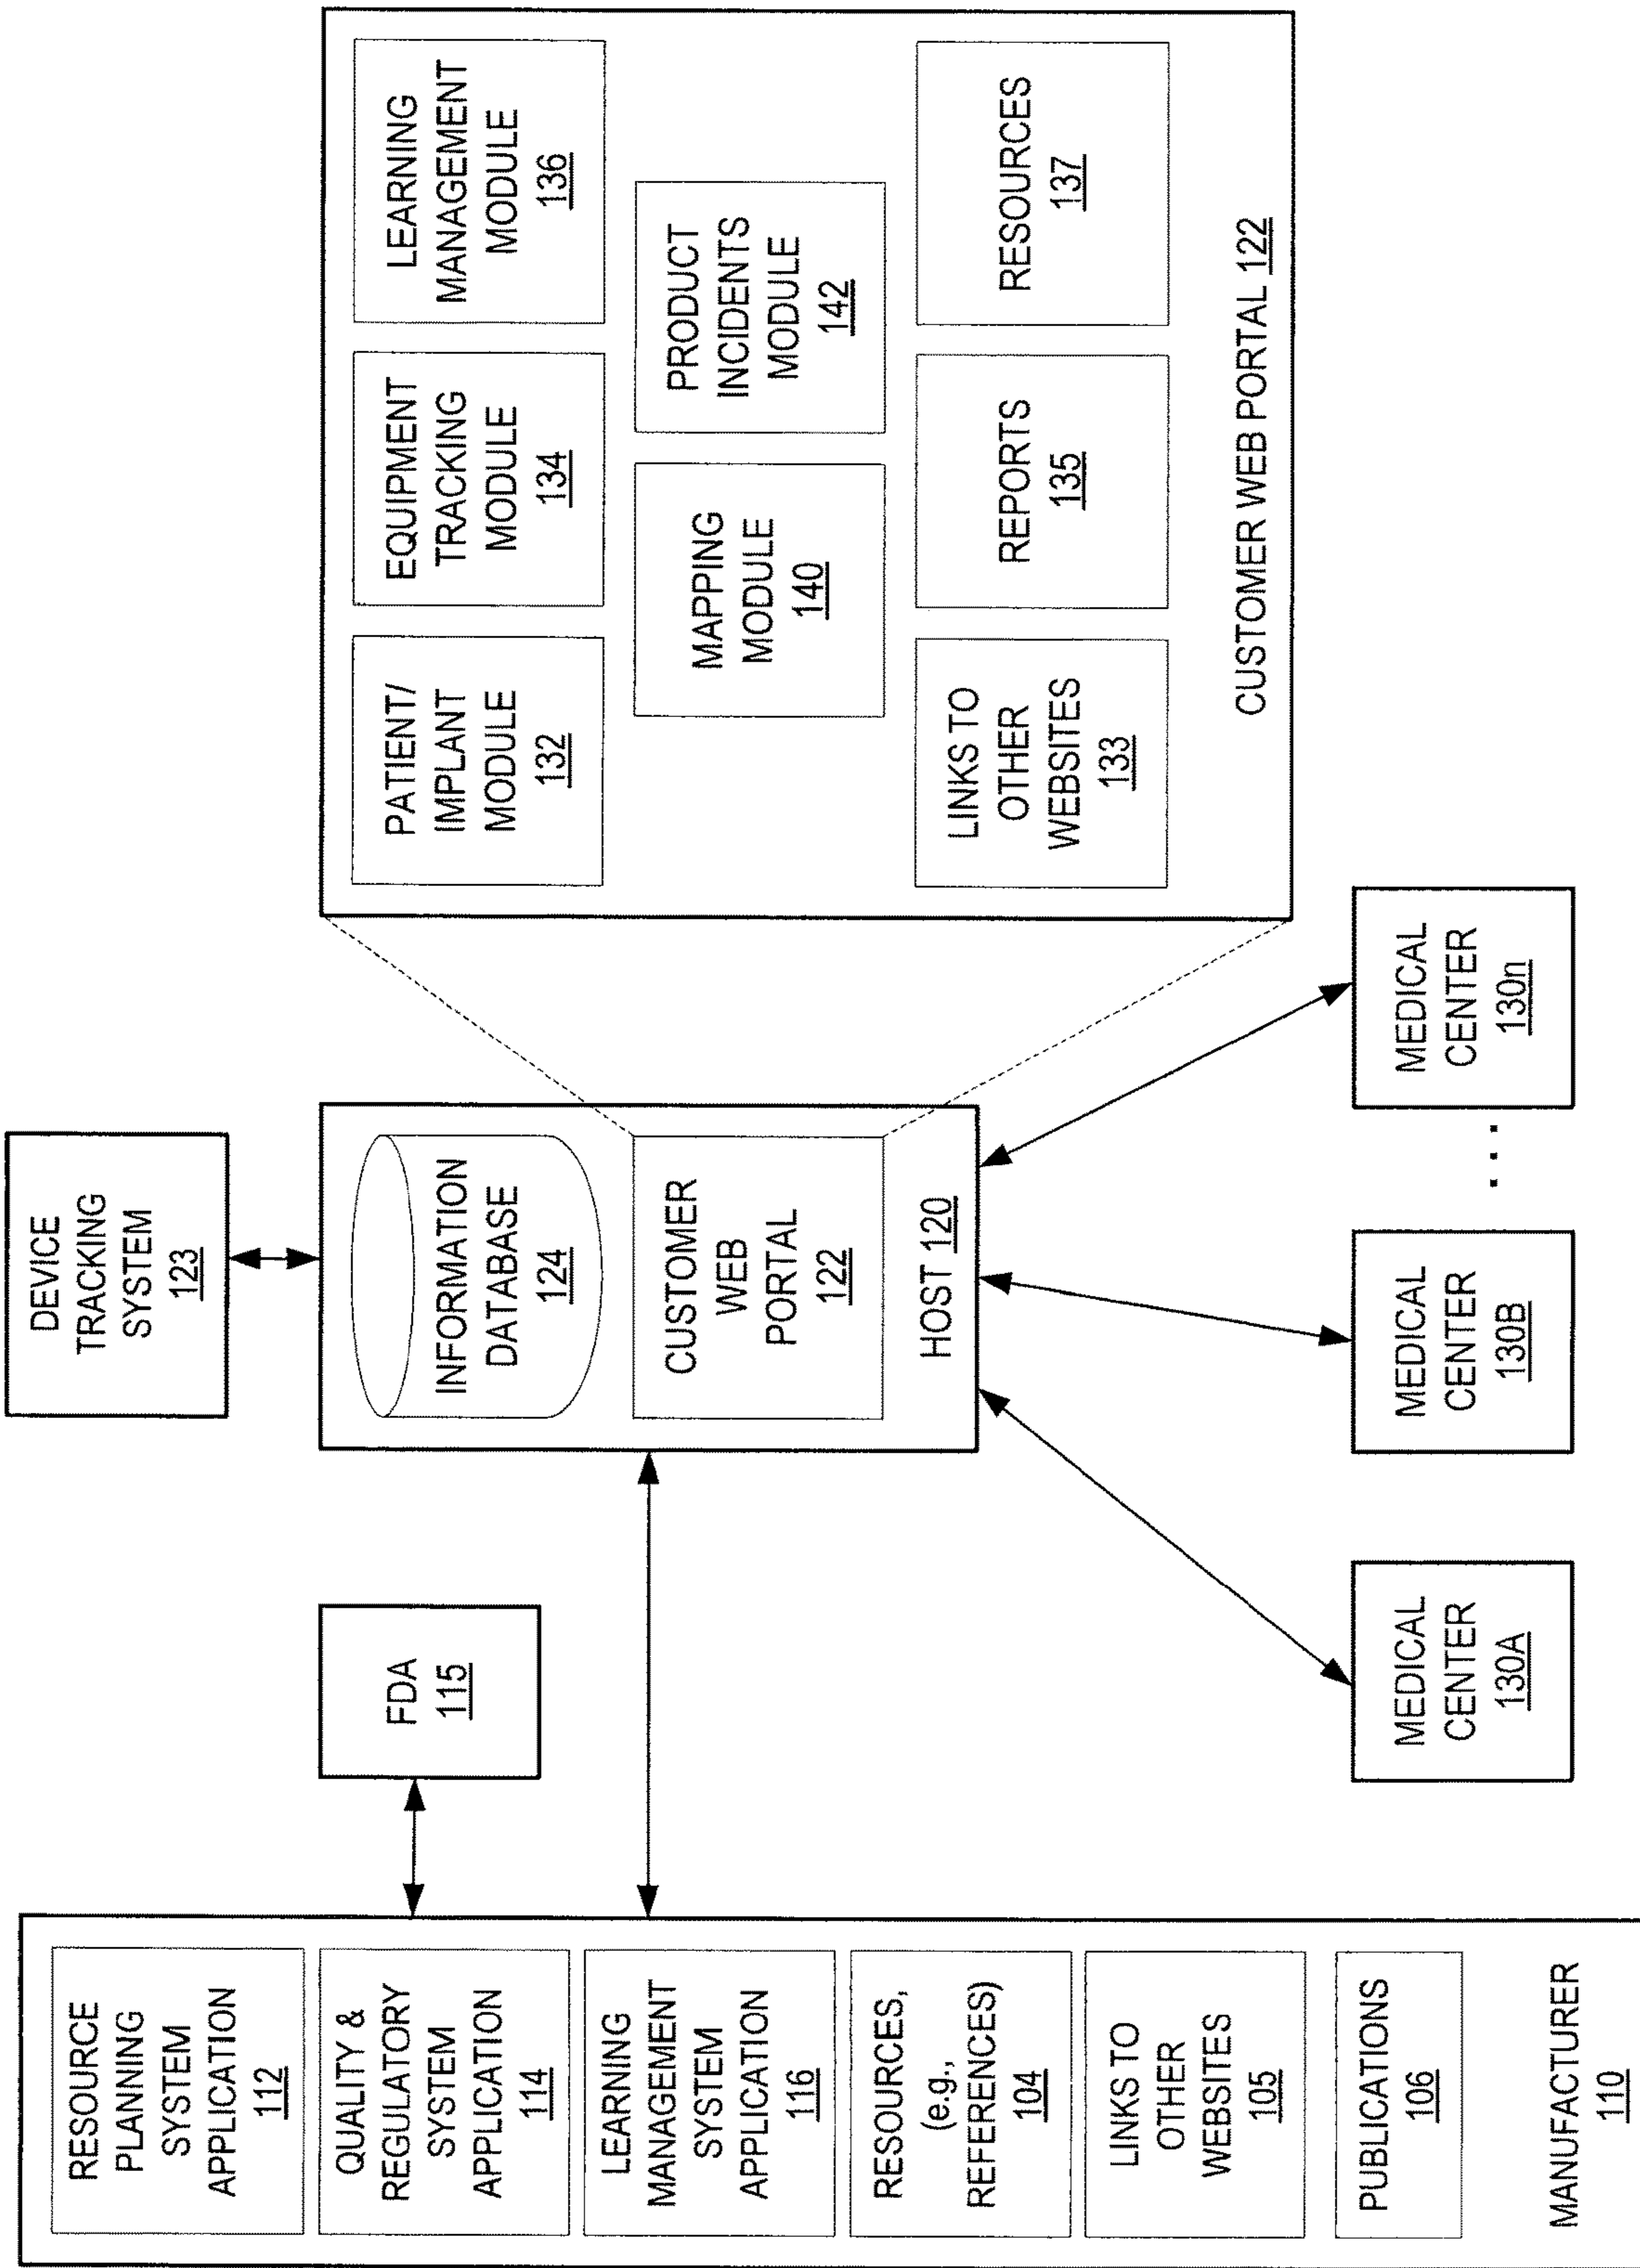 RESOURCE
PLANNING
SYSTEM
APPLICATION
112
QUALITY &
REGULATORY
SYSTEM
APPLICATION
114
LEARNING
MANAGEMENT
SYSTEM
APPLICATION
116
RESOURCES,
(e.g.,
REFERENCES)
104
LINKS TO
OTHER
WEBSITES
105
PUBLICATIONS
106
MANUFACTURER
110
FDA
115
DEVICE
TRACKING
SYSTEM
123
INFORMATION
DATABASE
124
CUSTOMER
WEB
PORTAL
122
HOST 120
MEDICAL
CENTER
130A
MEDICAL
CENTER
130B
...
MEDICAL
CENTER
130n
PATIENT/
IMPLANT
MODULE
132
EQUIPMENT
TRACKING
MODULE
134
LEARNING
MANAGEMENT
MODULE
136
MAPPING
MODULE
140
PRODUCT
INCIDENTS
MODULE
142
LINKS TO
OTHER
WEBSITES
133
REPORTS
135
RESOURCES
137
CUSTOMER WEB PORTAL 122